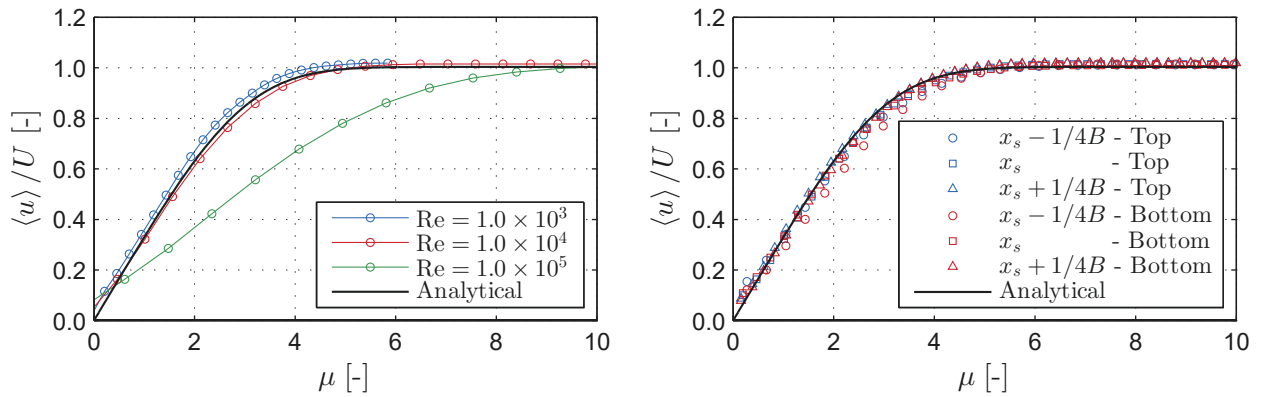 1.2
1.0
0.8
0.6
0.4
0.2
0.0
⟨u⟩ /U [-]
0 2 4 6 8 10
μ [-]
Re = 1.0 × 10³
Re = 1.0 × 10⁴
Re = 1.0 × 10⁵
Analytical
1.2
1.0
0.8
0.6
0.4
0.2
0.0
⟨u⟩ /U [-]
0 2 4 6 8 10
μ [-]
xₛ − 1/4B - Top
xₛ - Top
xₛ + 1/4B - Top
xₛ − 1/4B - Bottom
xₛ - Bottom
xₛ + 1/4B - Bottom
Analytical